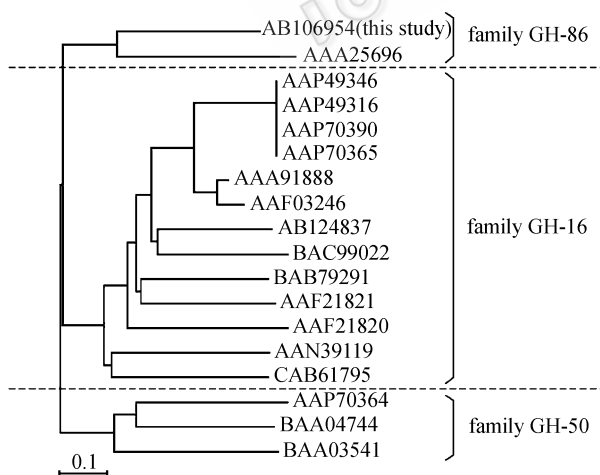 AB106954(this study)
family GH-86
AAA25696
AAP49346
AAP49316
AAP70390
AAP70365
AAA91888
AAF03246
family GH-16
AB124837
BAC99022
BAB79291
AAF21821
AAF21820
AAN39119
CAB61795
AAP70364
BAA04744
family GH-50
BAA03541
0.1